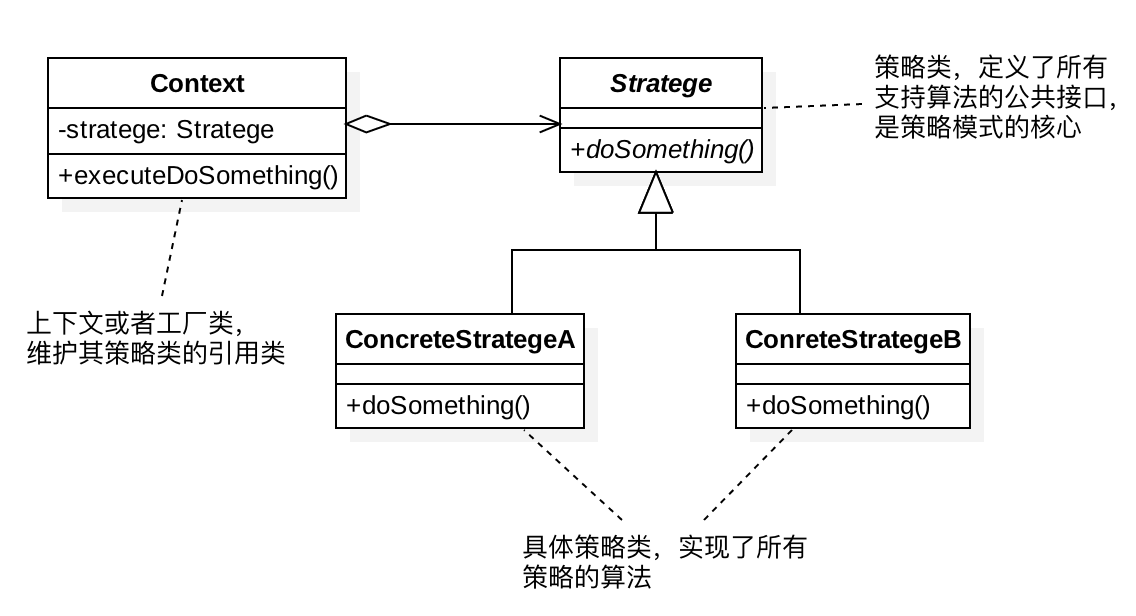 Context
-stratege: Stratege
+executeDoSomething()
Stratege
+doSomething()
策略类，定义了所有
支持算法的公共接口，
是策略模式的核心
上下文或者工厂类，
维护其策略类的引用类
ConcreteStrategeA
+doSomething()
ConreteStrategeB
+doSomething()
具体策略类，实现了所有
策略的算法